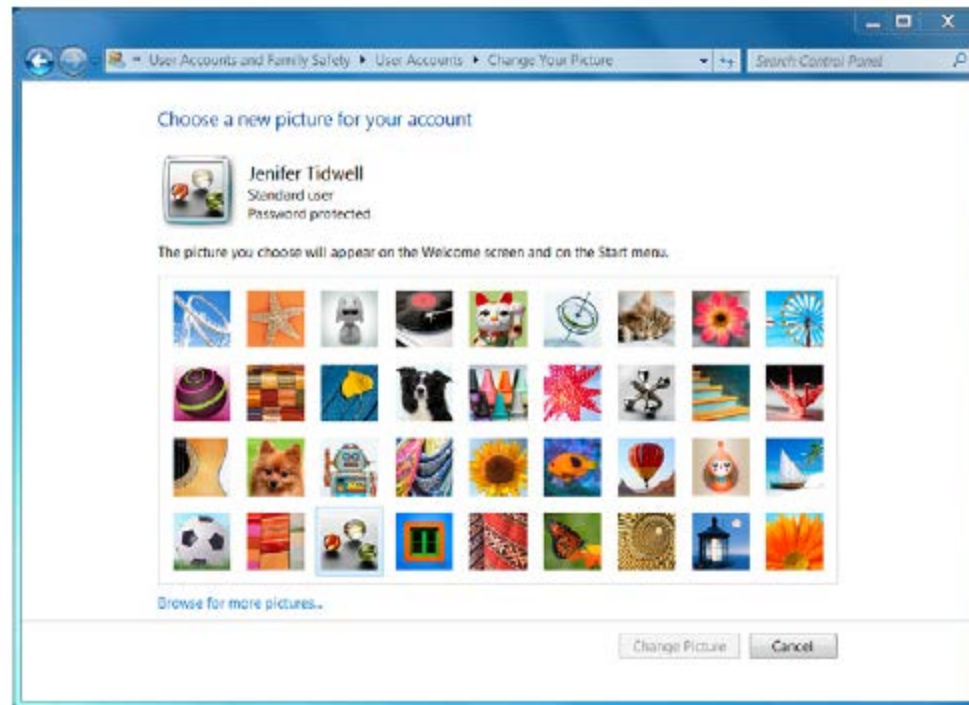 User Accounts and Family Safety ▸ User Accounts ▸ Change Your Picture
Search Control Panel
Choose a new picture for your account
Jenifer Tidwell
Standard user
Password protected
The picture you choose will appear on the Welcome screen and on the Start menu.
Browse for more pictures...
Change Picture
Cancel